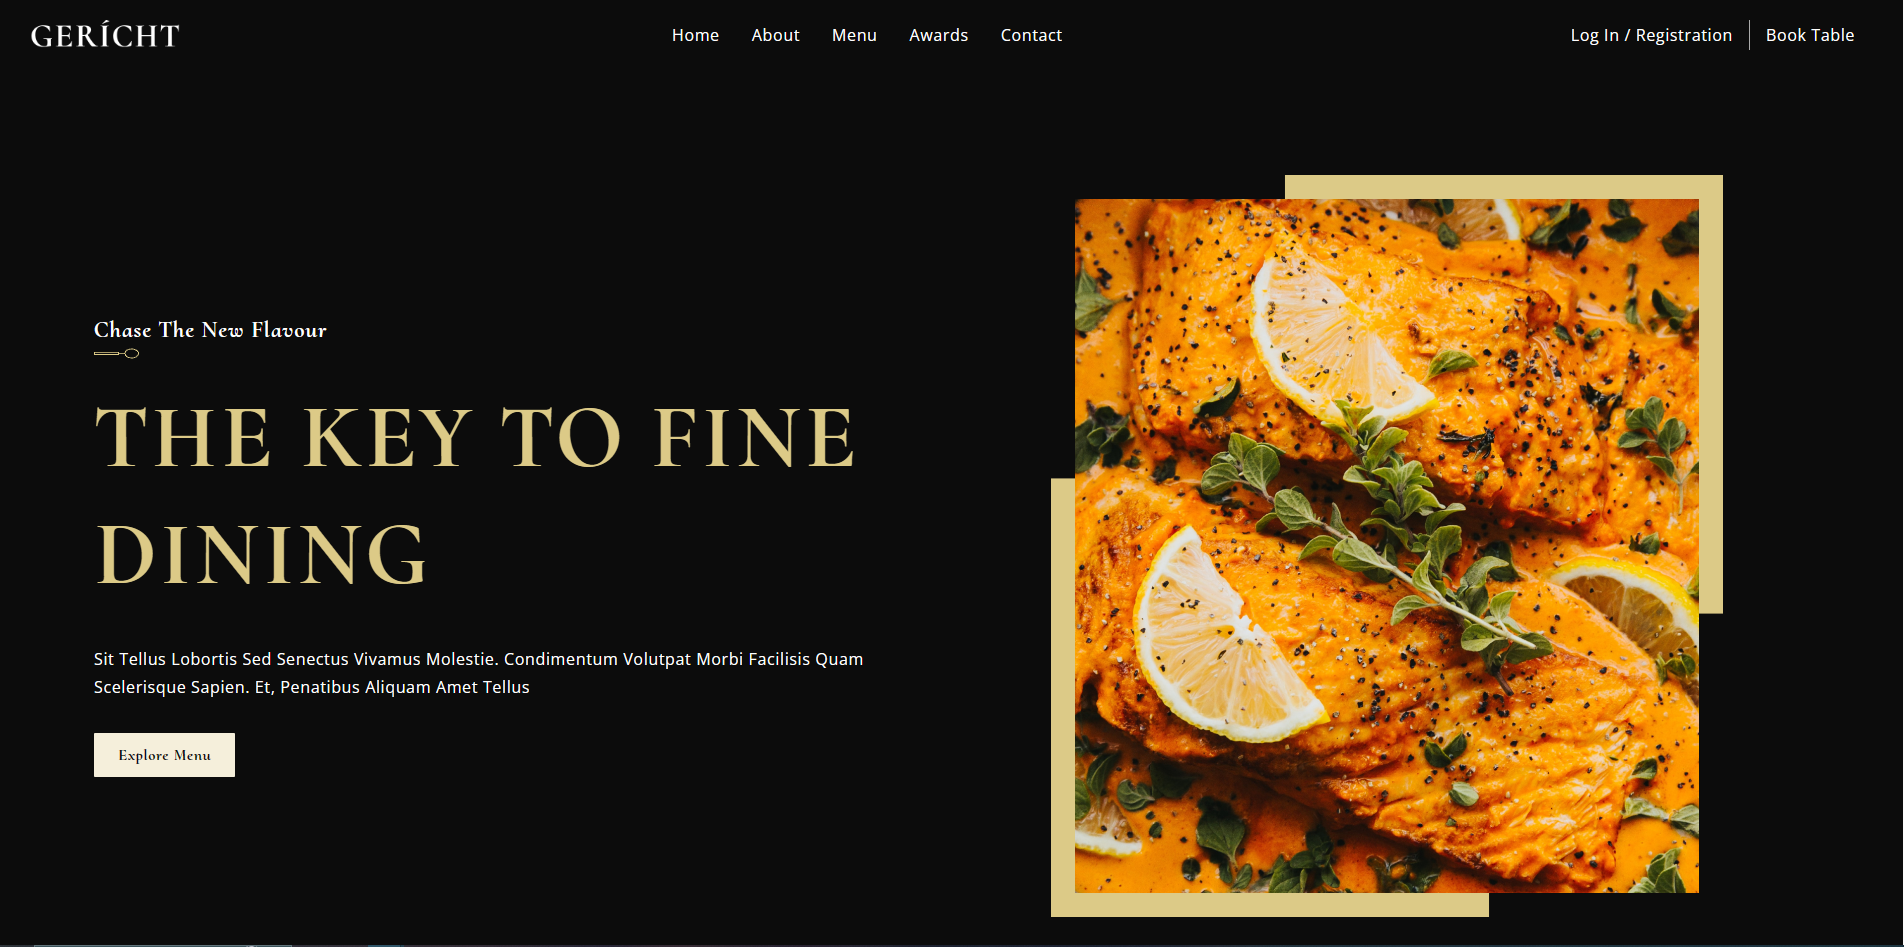 GERÍCHT
Home About Menu Awards Contact
Log In / Registration Book Table
Chase The New Flavour
THE KEY TO FINE
DINING
Sit Tellus Lobortis Sed Senectus Vivamus Molestie. Condimentum Volutpat Morbi Facilisis Quam
Scelerisque Sapien. Et, Penatibus Aliquam Amet Tellus
Explore Menu